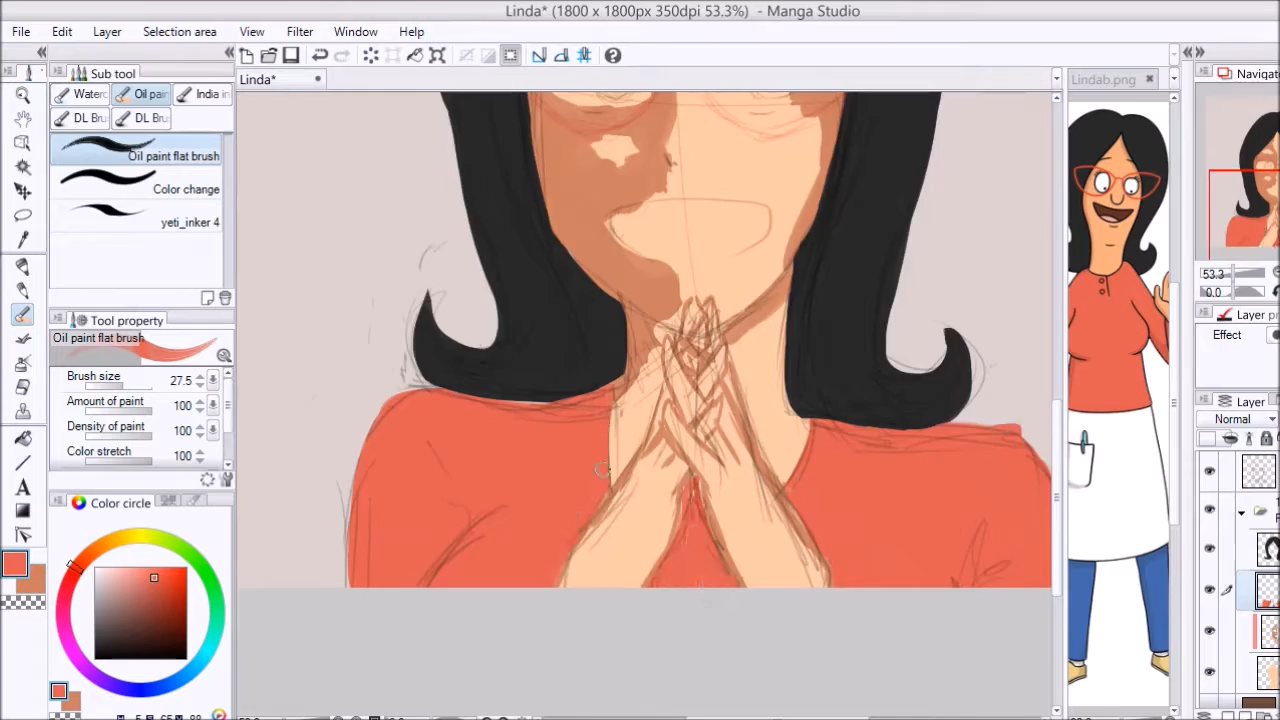 Linda* (1800 x 1800px 350dpi 53.3%) - Manga Studio
File Edit Layer Selection area View Filter Window Help
Sub tool
Linda*
Lindab.png
Navigat
Waterc Oil pain India in
DL Bru DL Bru
Oil paint flat brush
Color change
yeti_inker 4
53.3
0.0
Tool property
Layer pr
Oil paint flat brush
Effect
Brush size 27.5
Amount of paint 100
Layer
Density of paint 100
Normal
Color stretch 100
Color circle